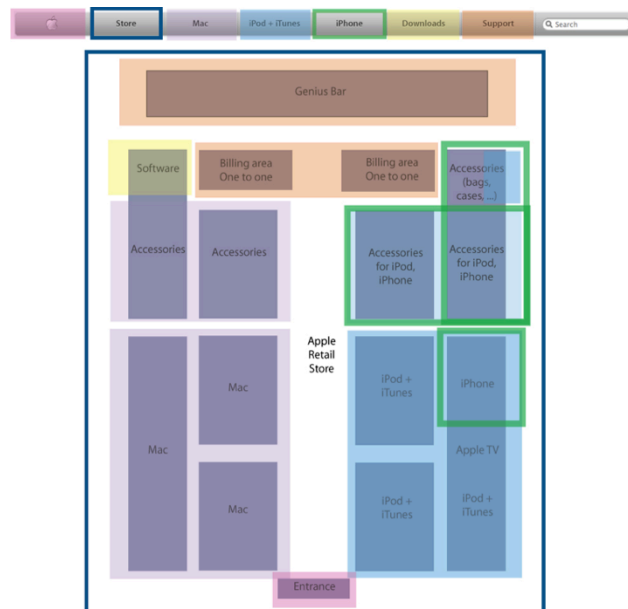 Store
Mac
iPod + iTunes
iPhone
Downloads
Support
Search
Genius Bar
Software
Billing area
One to one
Billing area
One to one
Accessories
(bags,
cases, ...)
Accessories
Accessories
Accessories
for iPod,
iPhone
Accessories
for iPod,
iPhone
Apple
Retail
Store
Mac
Mac
Mac
iPod +
iTunes
iPhone
Apple TV
iPod +
iTunes
iPod +
iTunes
Entrance